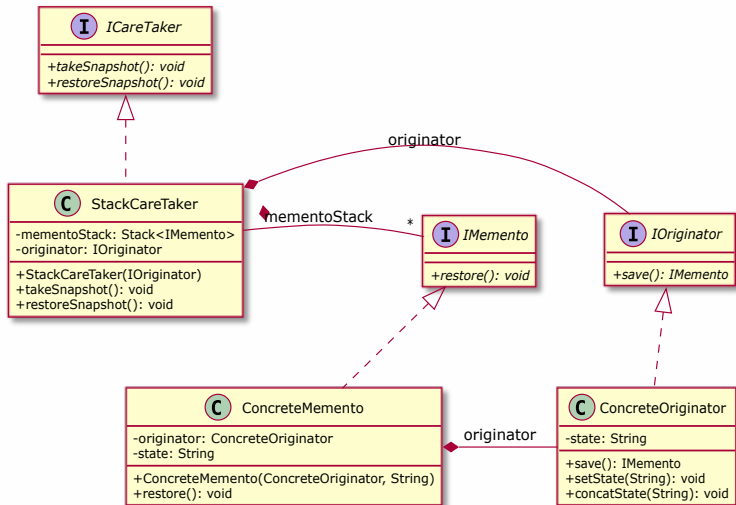 I ICareTaker
+takeSnapshot(): void
+restoreSnapshot(): void
originator
C StackCareTaker
-mementoStack: Stack<IMemento>
-originator: IOriginator
+StackCareTaker(IOriginator)
+takeSnapshot(): void
+restoreSnapshot(): void
mementoStack
*
I IMemento
+restore(): void
I IOriginator
+save(): IMemento
C ConcreteMemento
-originator: ConcreteOriginator
-state: String
+ConcreteMemento(ConcreteOriginator, String)
+restore(): void
originator
C ConcreteOriginator
-state: String
+save(): IMemento
+setState(String): void
+concatState(String): void